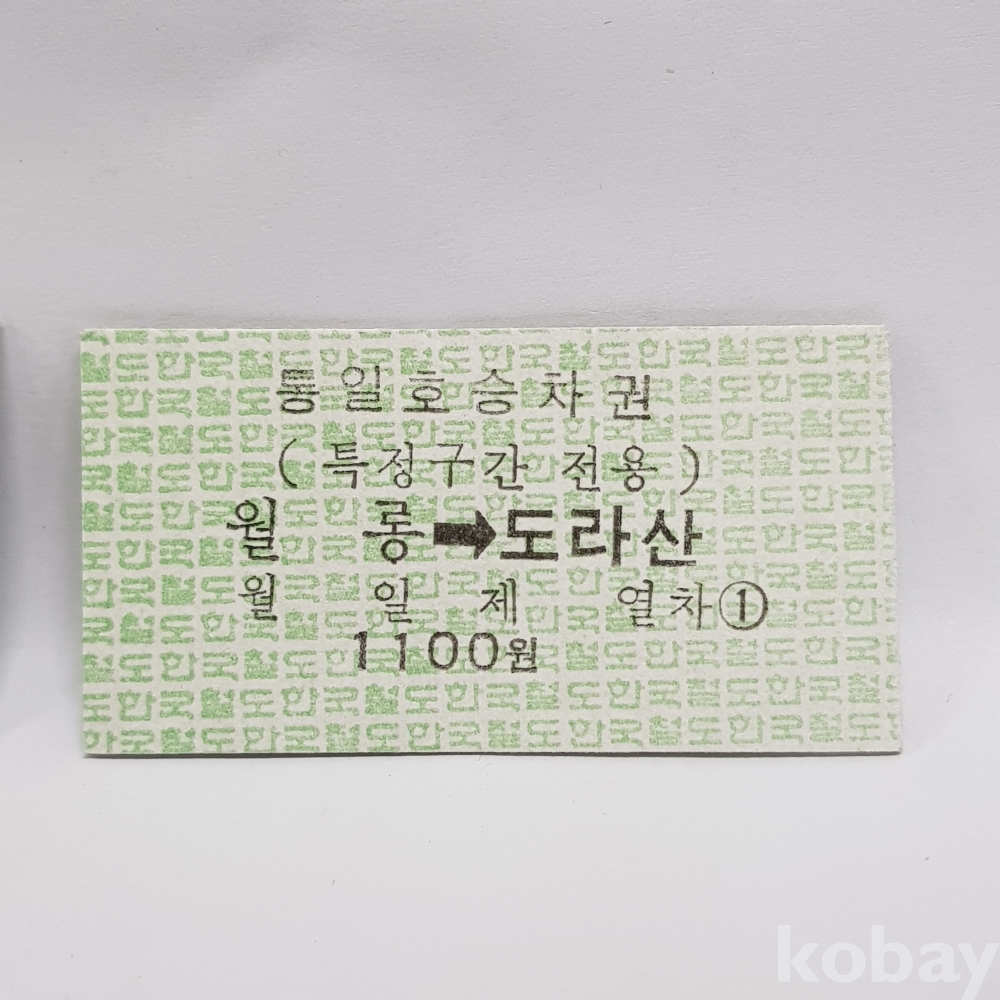 통일호승차권
(특정구간 전용)
월 롱➡도라산
월 일 제 열차①
1100원
kobay